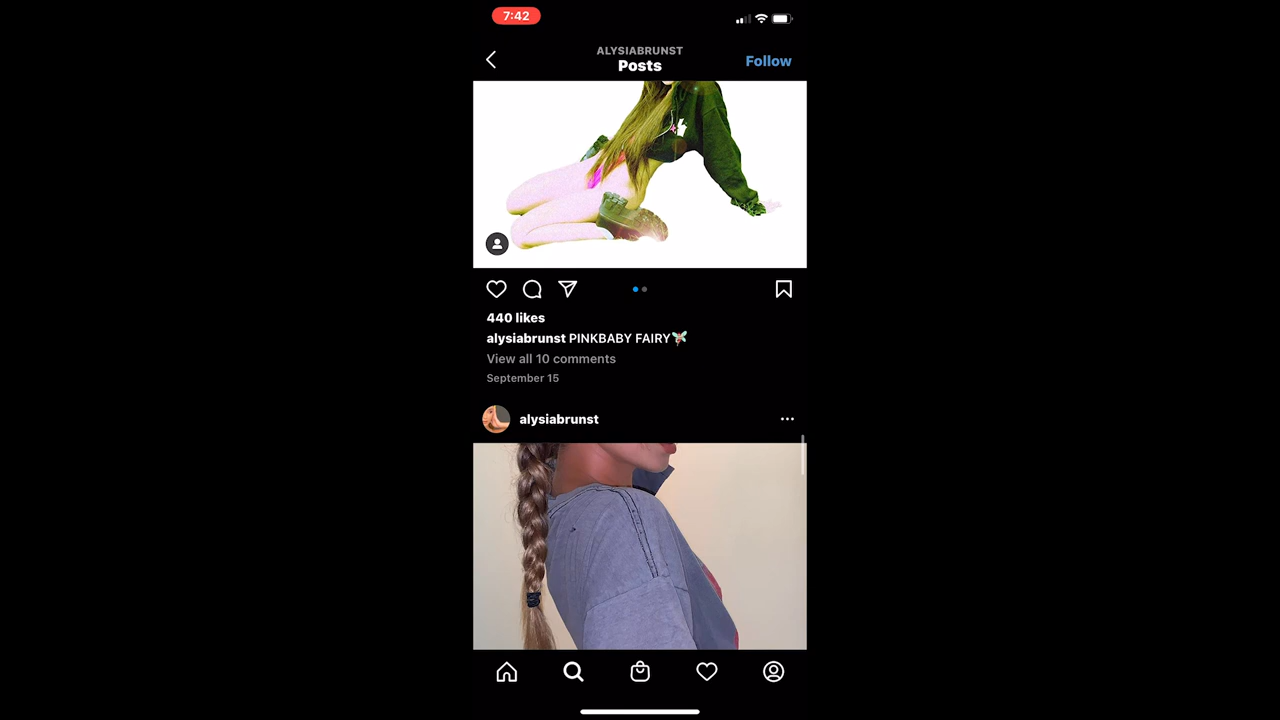 7:42
ALYSIABRUNST
Posts
Follow
440 likes
alysiabrunst PINKBABY FAIRY🧚
View all 10 comments
September 15
alysiabrunst